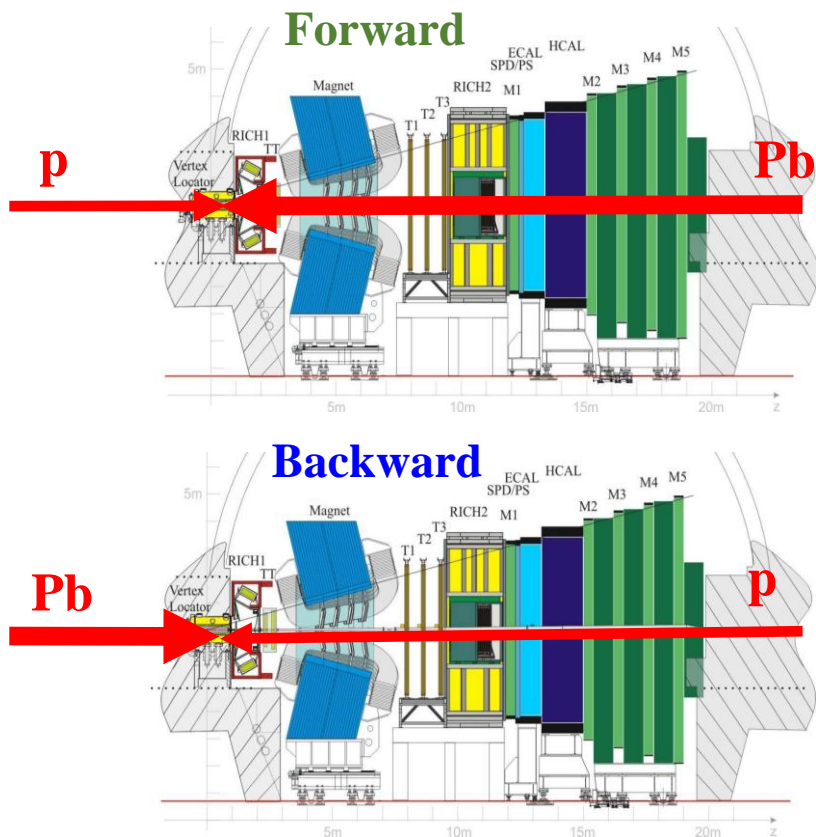 Forward
5m
Magnet
RICH1
TT
Vertex
Locator
T1
T2
T3
RICH2
SPD/PS
ECAL
HCAL
M1
M2
M3
M4
M5
p
Pb
5m
10m
15m
20m
z
Backward
5m
Magnet
RICH1
TT
Vertex
Locator
T1
T2
T3
RICH2
SPD/PS
ECAL
HCAL
M1
M2
M3
M4
M5
Pb
p
5m
10m
15m
20m
z